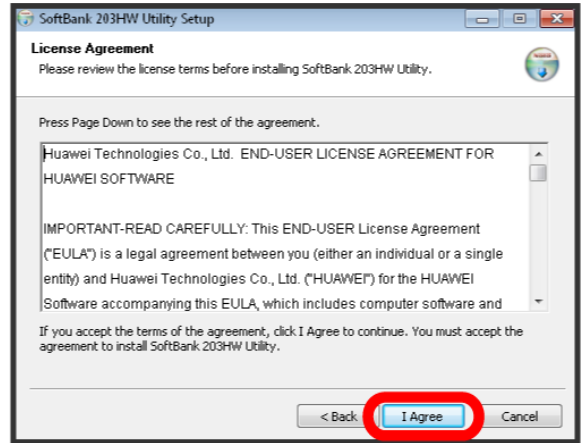 SoftBank 203HW Utility Setup
License Agreement
Please review the license terms before installing SoftBank 203HW Utility.
Press Page Down to see the rest of the agreement.
Huawei Technologies Co., Ltd.  END-USER LICENSE AGREEMENT FOR
HUAWEI SOFTWARE
IMPORTANT-READ CAREFULLY: This END-USER License Agreement
("EULA") is a legal agreement between you (either an individual or a single
entity) and Huawei Technologies Co., Ltd. ("HUAWEI") for the HUAWEI
Software accompanying this EULA, which includes computer software and
If you accept the terms of the agreement, click I Agree to continue. You must accept the
agreement to install SoftBank 203HW Utility.
< Back I Agree Cancel